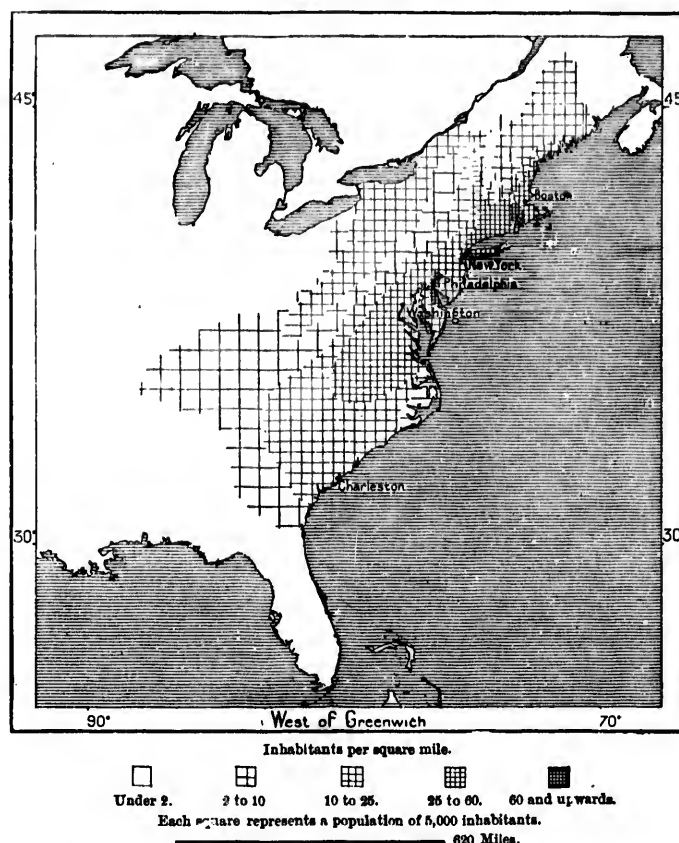 45°
45
Boston
New York
Philadelphia
Washington
Charleston
30°
30
90°
West of Greenwich
70°
Inhabitants per square mile.
Under 2.
2 to 10
10 to 25.
25 to 60.
60 and upwards.
Each square represents a population of 5,000 inhabitants.
620 Miles.